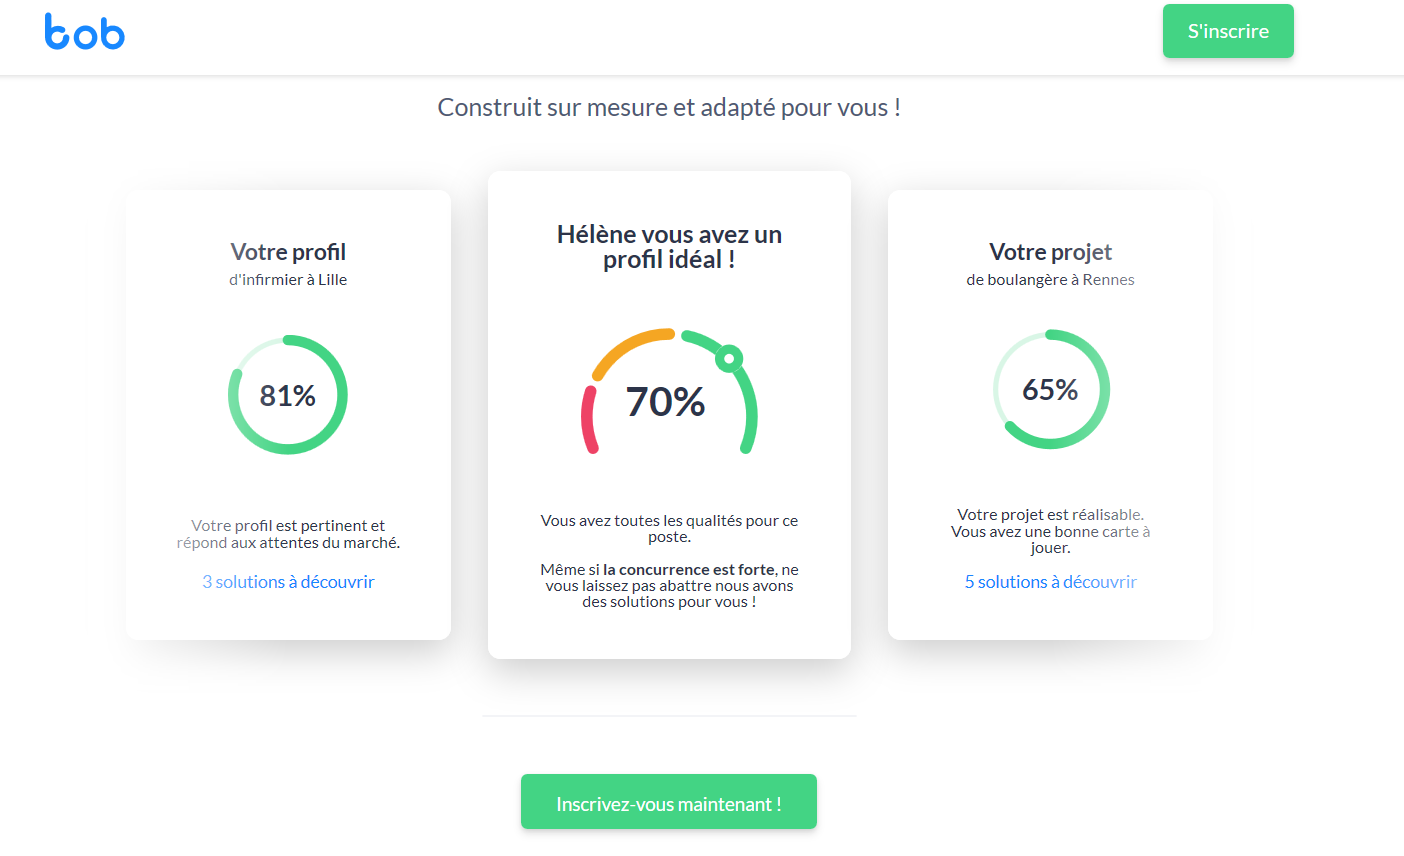 bob
S'inscrire
Construit sur mesure et adapté pour vous !
Votre profil
d'infirmier à Lille
81%
Votre profil est pertinent et
répond aux attentes du marché.
3 solutions à découvrir
Hélène vous avez un
profil idéal !
70%
Vous avez toutes les qualités pour ce
poste.
Même si la concurrence est forte, ne
vous laissez pas abattre nous avons
des solutions pour vous !
Votre projet
de boulangère à Rennes
65%
Votre projet est réalisable.
Vous avez une bonne carte à
jouer.
5 solutions à découvrir
Inscrivez-vous maintenant !